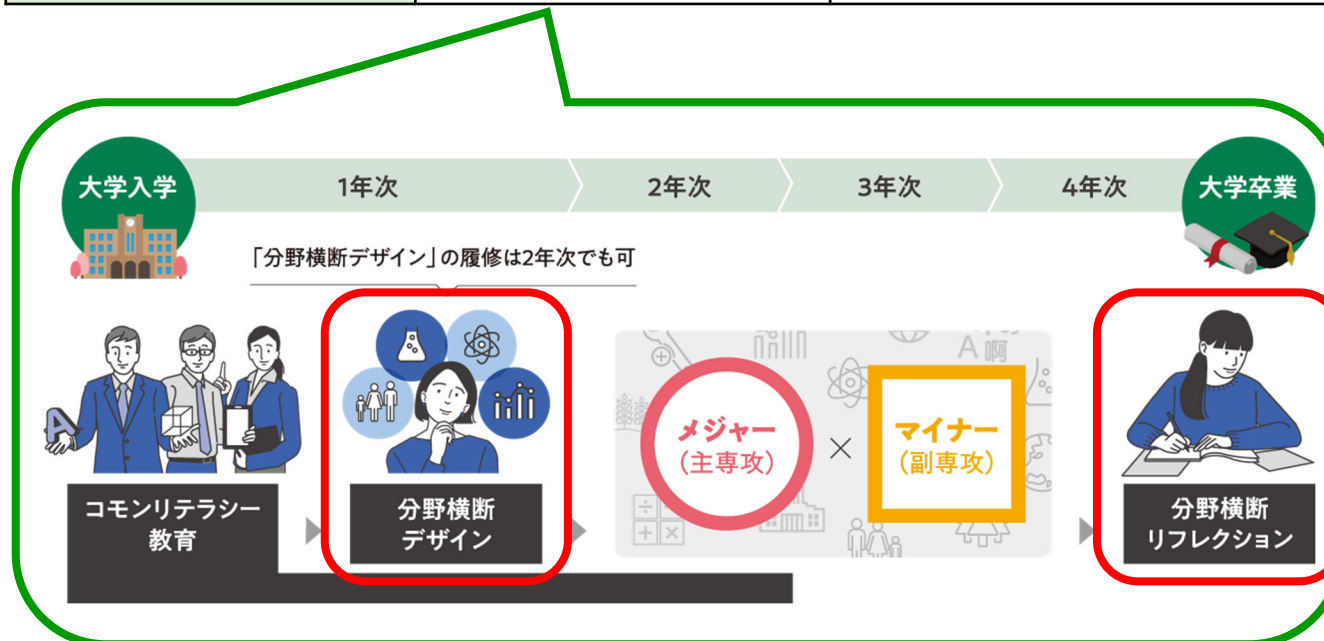 大学入学
1年次
2年次
3年次
4年次
大学卒業
「分野横断デザイン」の履修は2年次でも可
A
A
啊
メジャー
(主専攻)
×
マイナー
(副専攻)
コモンリテラシー
教育
分野横断
デザイン
分野横断
リフレクション